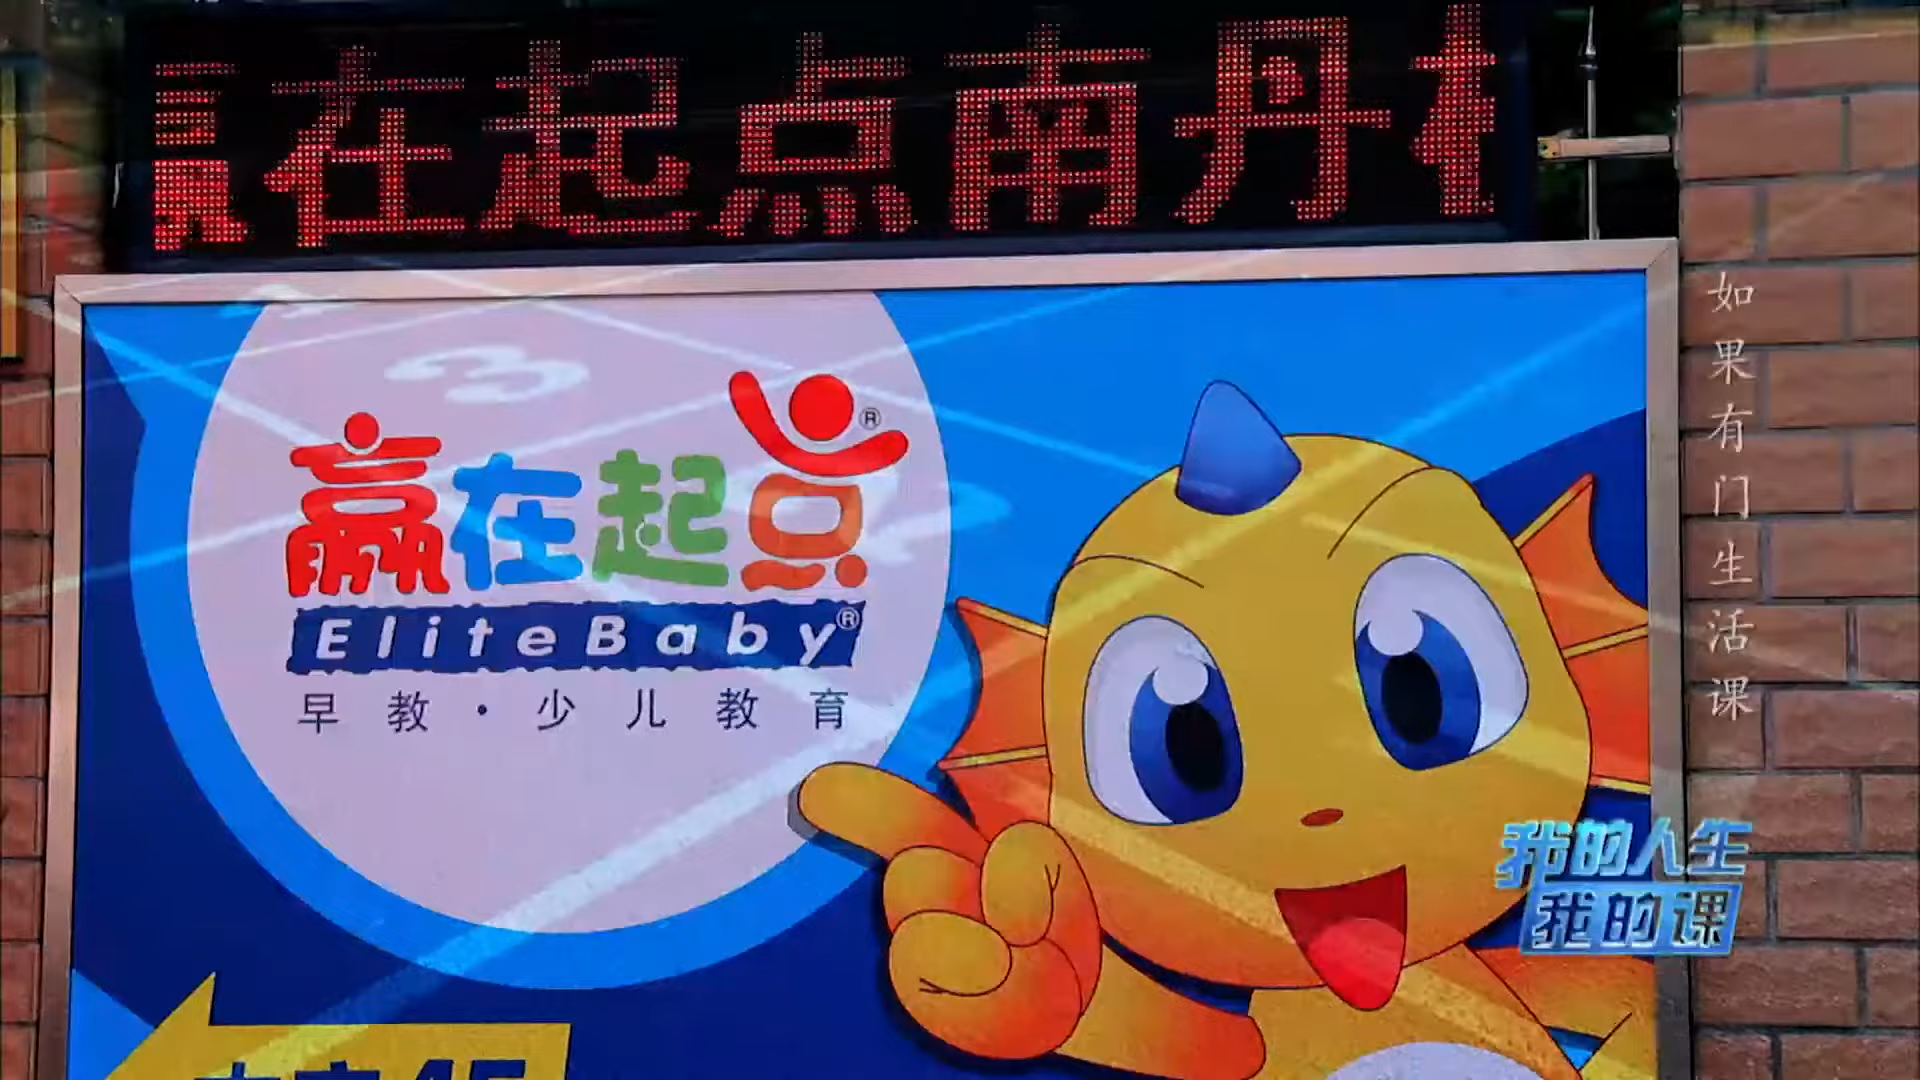 赢在起点南丹
赢在起点®
EliteBaby®
早教·少儿教育
如果有门生活课
我的人生
我的课